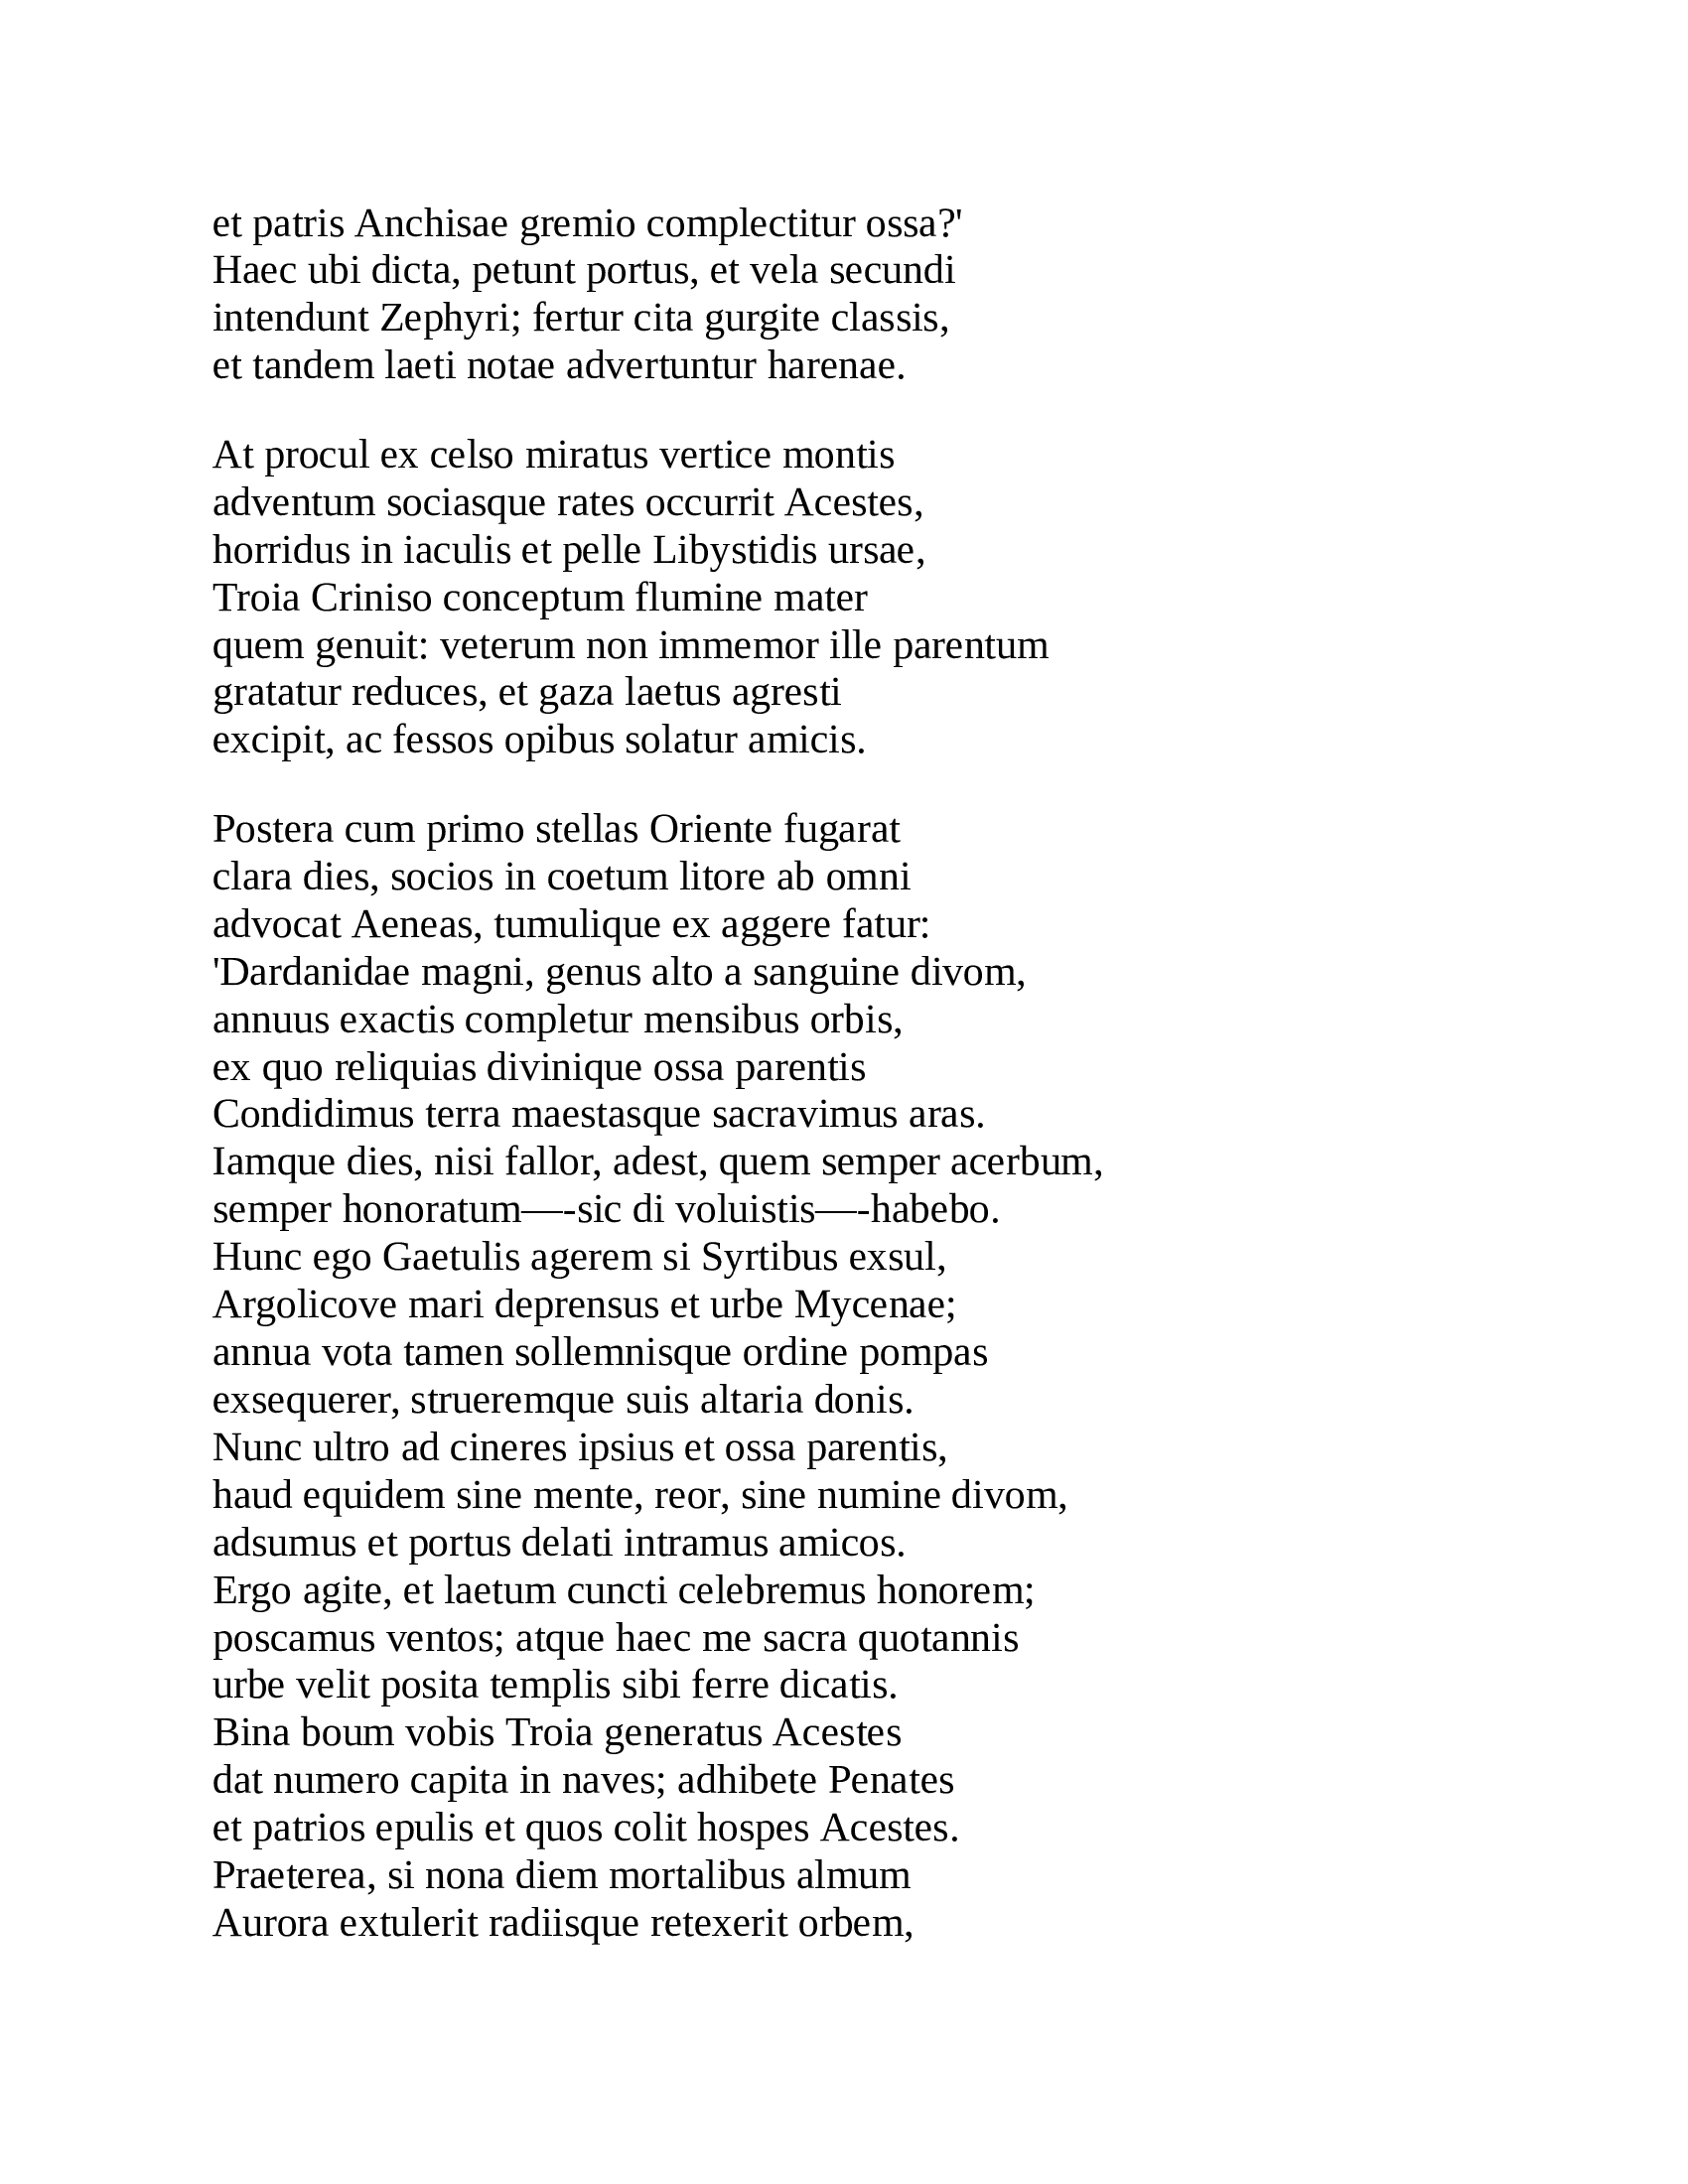 et patris Anchisae gremio complectitur ossa?'
Haec ubi dicta, petunt portus, et vela secundi
intendunt Zephyri; fertur cita gurgite classis,
et tandem laeti notae advertuntur harenae.

At procul ex celso miratus vertice montis
adventum sociasque rates occurrit Acestes,
horridus in iaculis et pelle Libystidis ursae,
Troia Criniso conceptum flumine mater
quem genuit: veterum non immemor ille parentum
gratatur reduces, et gaza laetus agresti
excipit, ac fessos opibus solatur amicis.

Postera cum primo stellas Oriente fugarat
clara dies, socios in coetum litore ab omni
advocat Aeneas, tumulique ex aggere fatur:
'Dardanidae magni, genus alto a sanguine divom,
annuus exactis completur mensibus orbis,
ex quo reliquias divinique ossa parentis
Condidimus terra maestasque sacravimus aras.
Iamque dies, nisi fallor, adest, quem semper acerbum,
semper honoratum—-sic di voluistis—-habebo.
Hunc ego Gaetulis agerem si Syrtibus exsul,
Argolicove mari deprensus et urbe Mycenae;
annua vota tamen sollemnisque ordine pompas
exsequerer, strueremque suis altaria donis.
Nunc ultro ad cineres ipsius et ossa parentis,
haud equidem sine mente, reor, sine numine divom,
adsumus et portus delati intramus amicos.
Ergo agite, et laetum cuncti celebremus honorem;
poscamus ventos; atque haec me sacra quotannis
urbe velit posita templis sibi ferre dicatis.
Bina boum vobis Troia generatus Acestes
dat numero capita in naves; adhibete Penates
et patrios epulis et quos colit hospes Acestes.
Praeterea, si nona diem mortalibus almum
Aurora extulerit radiisque retexerit orbem,